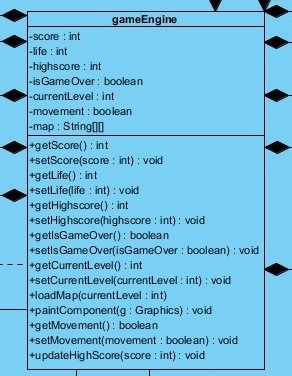 gameEngine
-score : int
-life : int
-highscore : int
-isGameOver : boolean
-currentLevel : int
-movement : boolean
-map : String[][]
+getScore() : int
+setScore(score : int) : void
+getLife() : int
+setLife(life : int) : void
+getHighscore() : int
+setHighscore(highscore : int) : void
+getIsGameOver() : boolean
+setIsGameOver(isGameOver : boolean) : void
+getCurrentLevel() : int
+setCurrentLevel(currentLevel : int) : void
+loadMap(currentLevel : int)
+paintComponent(g : Graphics) : void
+getMovement() : boolean
+setMovement(movement : boolean) : void
+updateHighScore(score : int) : void